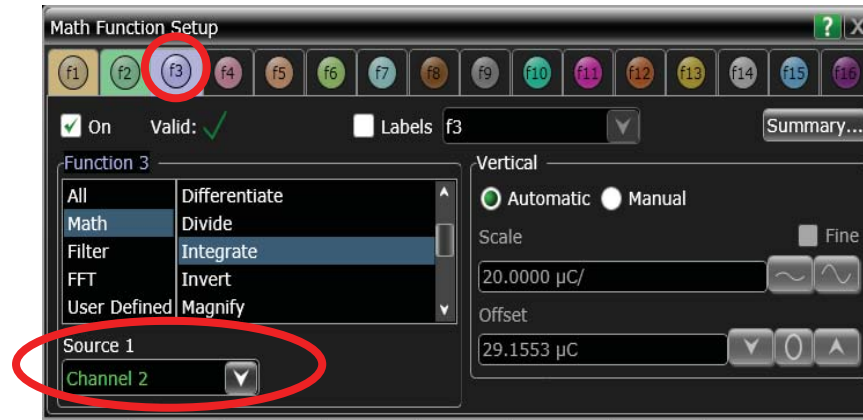 Math Function Setup ? X
f1 f2 f3 f4 f5 f6 f7 f8 f9 f10 f11 f12 f13 f14 f15 f16
On Valid: Labels f3 Summary...
Function 3
All
Math
Filter
FFT
User Defined
Differentiate
Divide
Integrate
Invert
Magnify
Source 1
Channel 2
Vertical
Automatic Manual
Scale Fine
20.0000 µC/
Offset
29.1553 µC 0